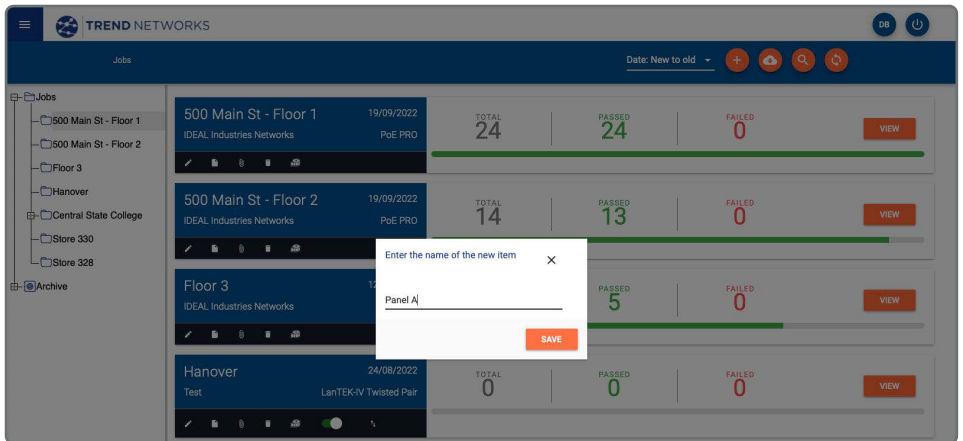 TREND NETWORKS
DB
Jobs
Date: New to old
Jobs
500 Main St - Floor 1
500 Main St - Floor 2
Floor 3
Hanover
Central State College
Store 330
Store 328
Archive
500 Main St - Floor 1 19/09/2022
IDEAL Industries Networks PoE PRO
TOTAL PASSED FAILED
24 24 0
VIEW
500 Main St - Floor 2 19/09/2022
IDEAL Industries Networks PoE PRO
TOTAL PASSED FAILED
14 13 0
VIEW
Enter the name of the new item
Panel A
SAVE
Floor 3 12
IDEAL Industries Networks
PASSED FAILED
5 0
VIEW
Hanover 24/08/2022
Test LanTEK-IV Twisted Pair
TOTAL PASSED FAILED
0 0 0
VIEW